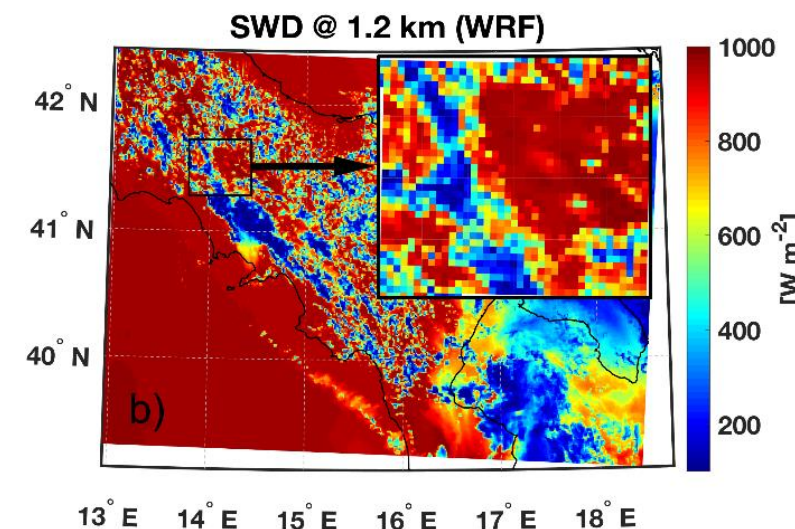 SWD @ 1.2 km (WRF)
42° N
41° N
40° N
b)
13° E
14° E
15° E
16° E
17° E
18° E
1000
800
600
400
200
[W m⁻²]